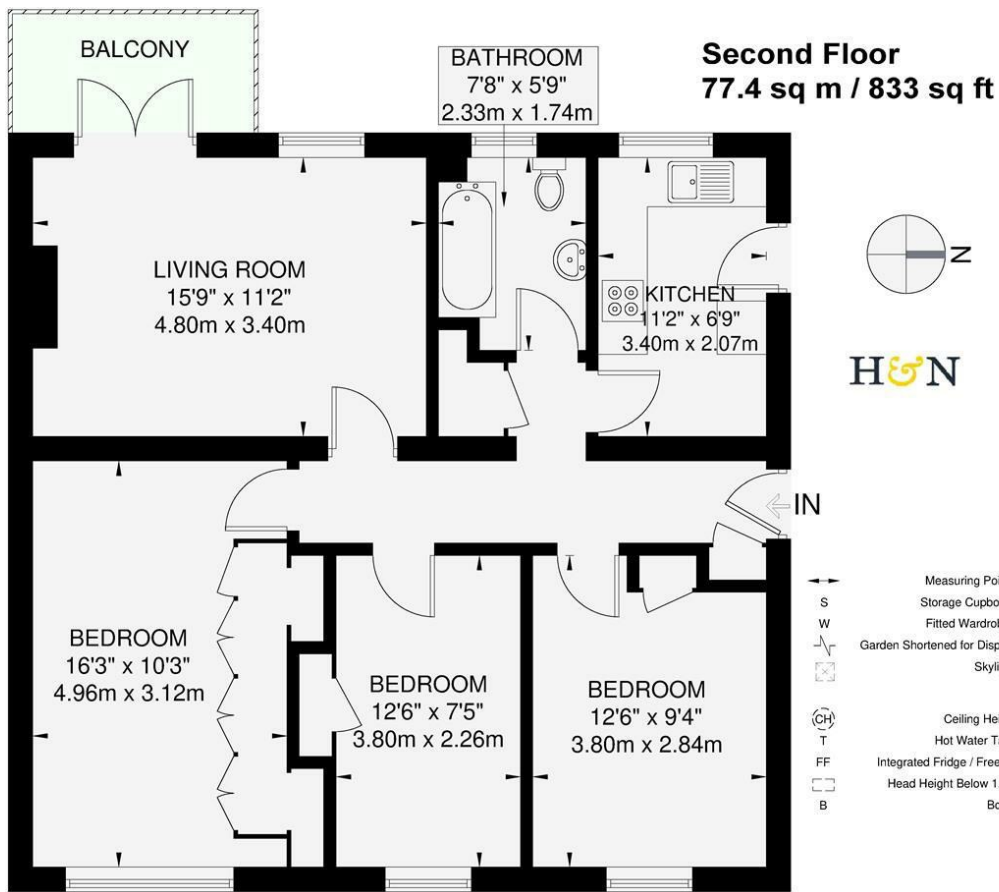 BALCONY
BATHROOM
7'8" x 5'9"
2.33m x 1.74m
Second Floor
77.4 sq m / 833 sq ft
LIVING ROOM
15'9" x 11'2"
4.80m x 3.40m
KITCHEN
11'2" x 6'9"
3.40m x 2.07m
N
H&N
IN
BEDROOM
16'3" x 10'3"
4.96m x 3.12m
BEDROOM
12'6" x 7'5"
3.80m x 2.26m
BEDROOM
12'6" x 9'4"
3.80m x 2.84m
Measuring Poi
S Storage Cupbo
W Fitted Wardro
Garden Shortened for Disp
Skyli
CH Ceiling Hei
T Hot Water T
FF Integrated Fridge / Free
Head Height Below 1
B Bo